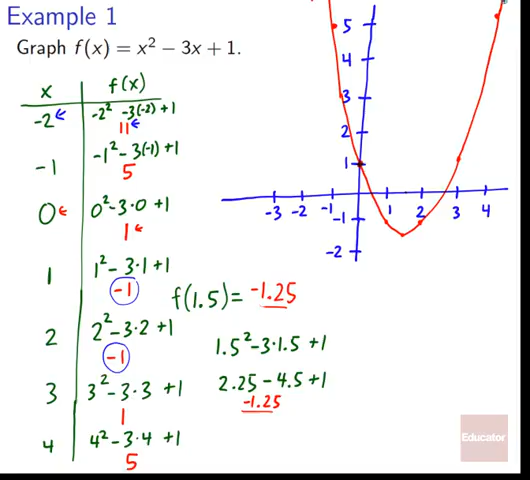 Example 1
Graph f(x) = x² − 3x + 1.
x f(x)
-2 -2² -3(-2) +1
11
-1 -1² -3(-1) +1
5
0 0² -3·0 +1
1
1 1² -3·1 +1
-1
2 2² -3·2 +1
-1
3 3² -3·3 +1
1
4 4² -3·4 +1
5
f(1.5) = -1.25
1.5² -3·1.5 +1
2.25 -4.5 +1
-1.25
5
4
3
2
1
-3 -2 -1 1 2 3 4
-1
-2
Educator